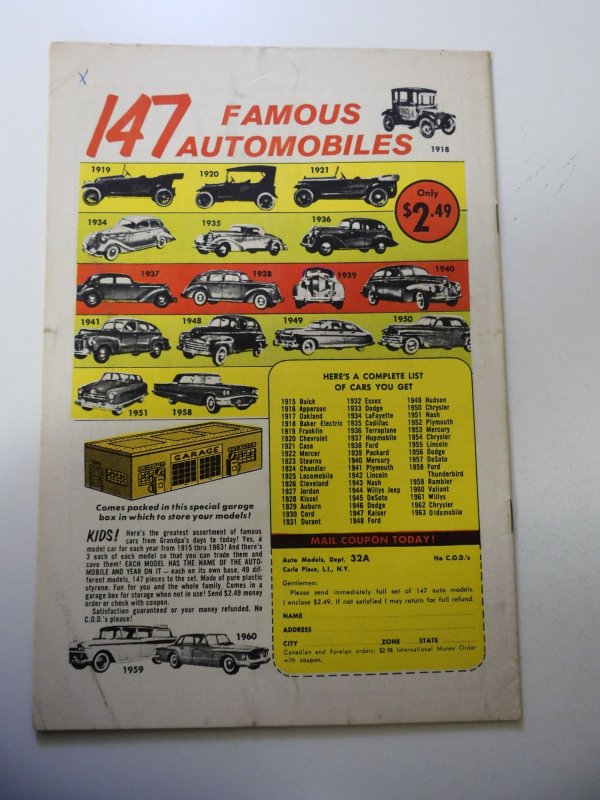 x
147 FAMOUS
AUTOMOBILES
1918
1919
1920
1921
Only
$2.49
1934
1935
1936
1937
1938
1939
1940
1941
1948
1949
1950
1951
1958
GARAGE
Comes packed in this special garage
box in which to store your models!
KIDS! Here's the greatest assortment of famous
cars from Grandpa's days to today! Yes, a
model car for each year from 1915 thru 1963! And there's
3 each of each model so that you can trade them and
save them! EACH MODEL HAS THE NAME OF THE AUTO-
MOBILE AND YEAR ON IT — each on its own base, 49 dif-
ferent models, 147 pieces to the set. Made of pure plastic
styrene. Fun for you and the whole family. Comes in a
garage box for storage when not in use! Send $2.49 money
order or check with coupon.
Satisfaction guaranteed or your money refunded. No
C.O.D.'s please!
1959
1960
HERE'S A COMPLETE LIST
OF CARS YOU GET
1915 Buick
1916 Apperson
1917 Oakland
1918 Baker Electric
1919 Franklin
1920 Chevrolet
1921 Case
1922 Mercer
1923 Stearns
1924 Chandler
1925 Locomobile
1926 Cleveland
1927 Jordan
1928 Kissel
1929 Auburn
1930 Cord
1931 Durant
1932 Essex
1933 Dodge
1934 LaFayette
1935 Cadillac
1936 Terraplane
1937 Hupmobile
1938 Ford
1939 Packard
1940 Mercury
1941 Plymouth
1942 Lincoln
1943 Nash
1944 Willys Jeep
1945 DeSoto
1946 Dodge
1947 Kaiser
1948 Ford
1949 Hudson
1950 Chrysler
1951 Nash
1952 Plymouth
1953 Mercury
1954 Chrysler
1955 Lincoln
1956 Dodge
1957 DeSoto
1958 Ford
Thunderbird
1959 Rambler
1960 Valiant
1961 Willys
1962 Chrysler
1963 Oldsmobile
MAIL COUPON TODAY!
Auto Models, Dept. 32A No C.O.D.'s
Carle Place, L.I., N.Y.
Gentlemen:
Please send immediately full set of 147 auto models.
I enclose $2.49. If not satisfied I may return for full refund.
NAME
ADDRESS
CITY ZONE STATE
Canadian and Foreign orders: $2.98 International Money Order
with coupon.